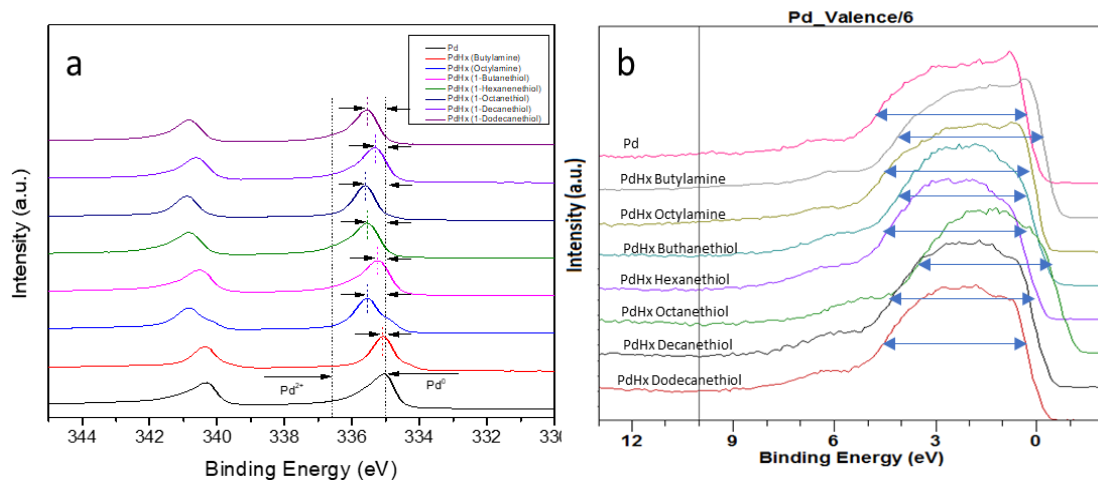 a
Pd
PdHx (Butylamine)
PdHx (Octylamine)
PdHx (1-Butanethiol)
PdHx (1-Hexanenethiol)
PdHx (1-Octanethiol)
PdHx (1-Decanethiol)
PdHx (1-Dodecanethiol)
Pd2+
Pd0
Intensity (a.u.)
344 342 340 338 336 334 332 330
Binding Energy (eV)
Pd_Valence/6
b
Pd
PdHx Butylamine
PdHx Octylamine
PdHx Buthanethiol
PdHx Hexanethiol
PdHx Octanethiol
PdHx Decanethiol
PdHx Dodecanethiol
Intensity (a.u.)
12 9 6 3 0
Binding Energy (eV)